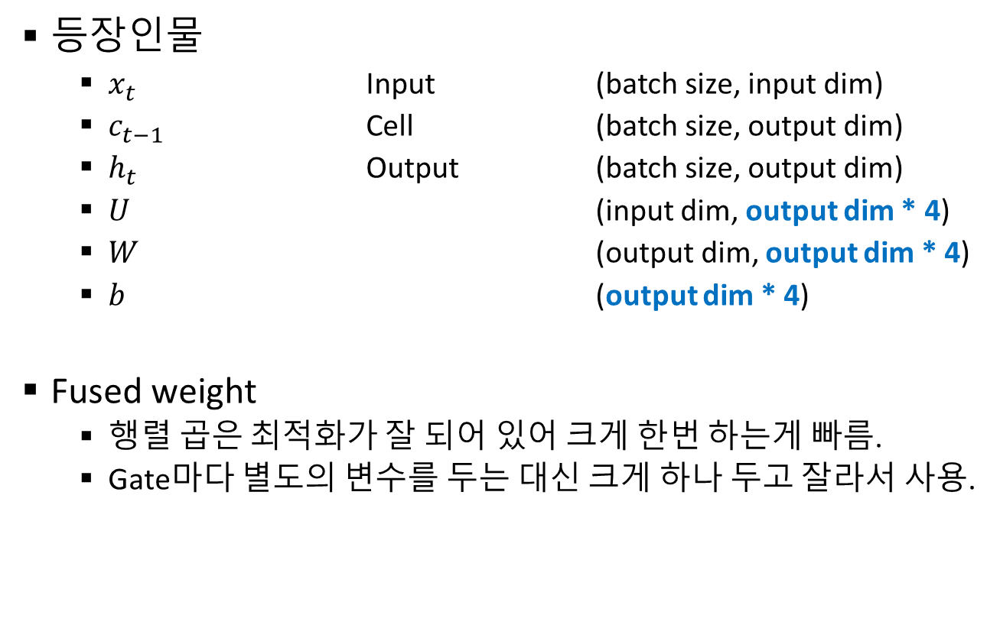 ▪ 등장인물
▪ xₜ Input (batch size, input dim)
▪ cₜ₋₁ Cell (batch size, output dim)
▪ hₜ Output (batch size, output dim)
▪ U (input dim, output dim * 4)
▪ W (output dim, output dim * 4)
▪ b (output dim * 4)
▪ Fused weight
▪ 행렬 곱은 최적화가 잘 되어 있어 크게 한번 하는게 빠름.
▪ Gate마다 별도의 변수를 두는 대신 크게 하나 두고 잘라서 사용.